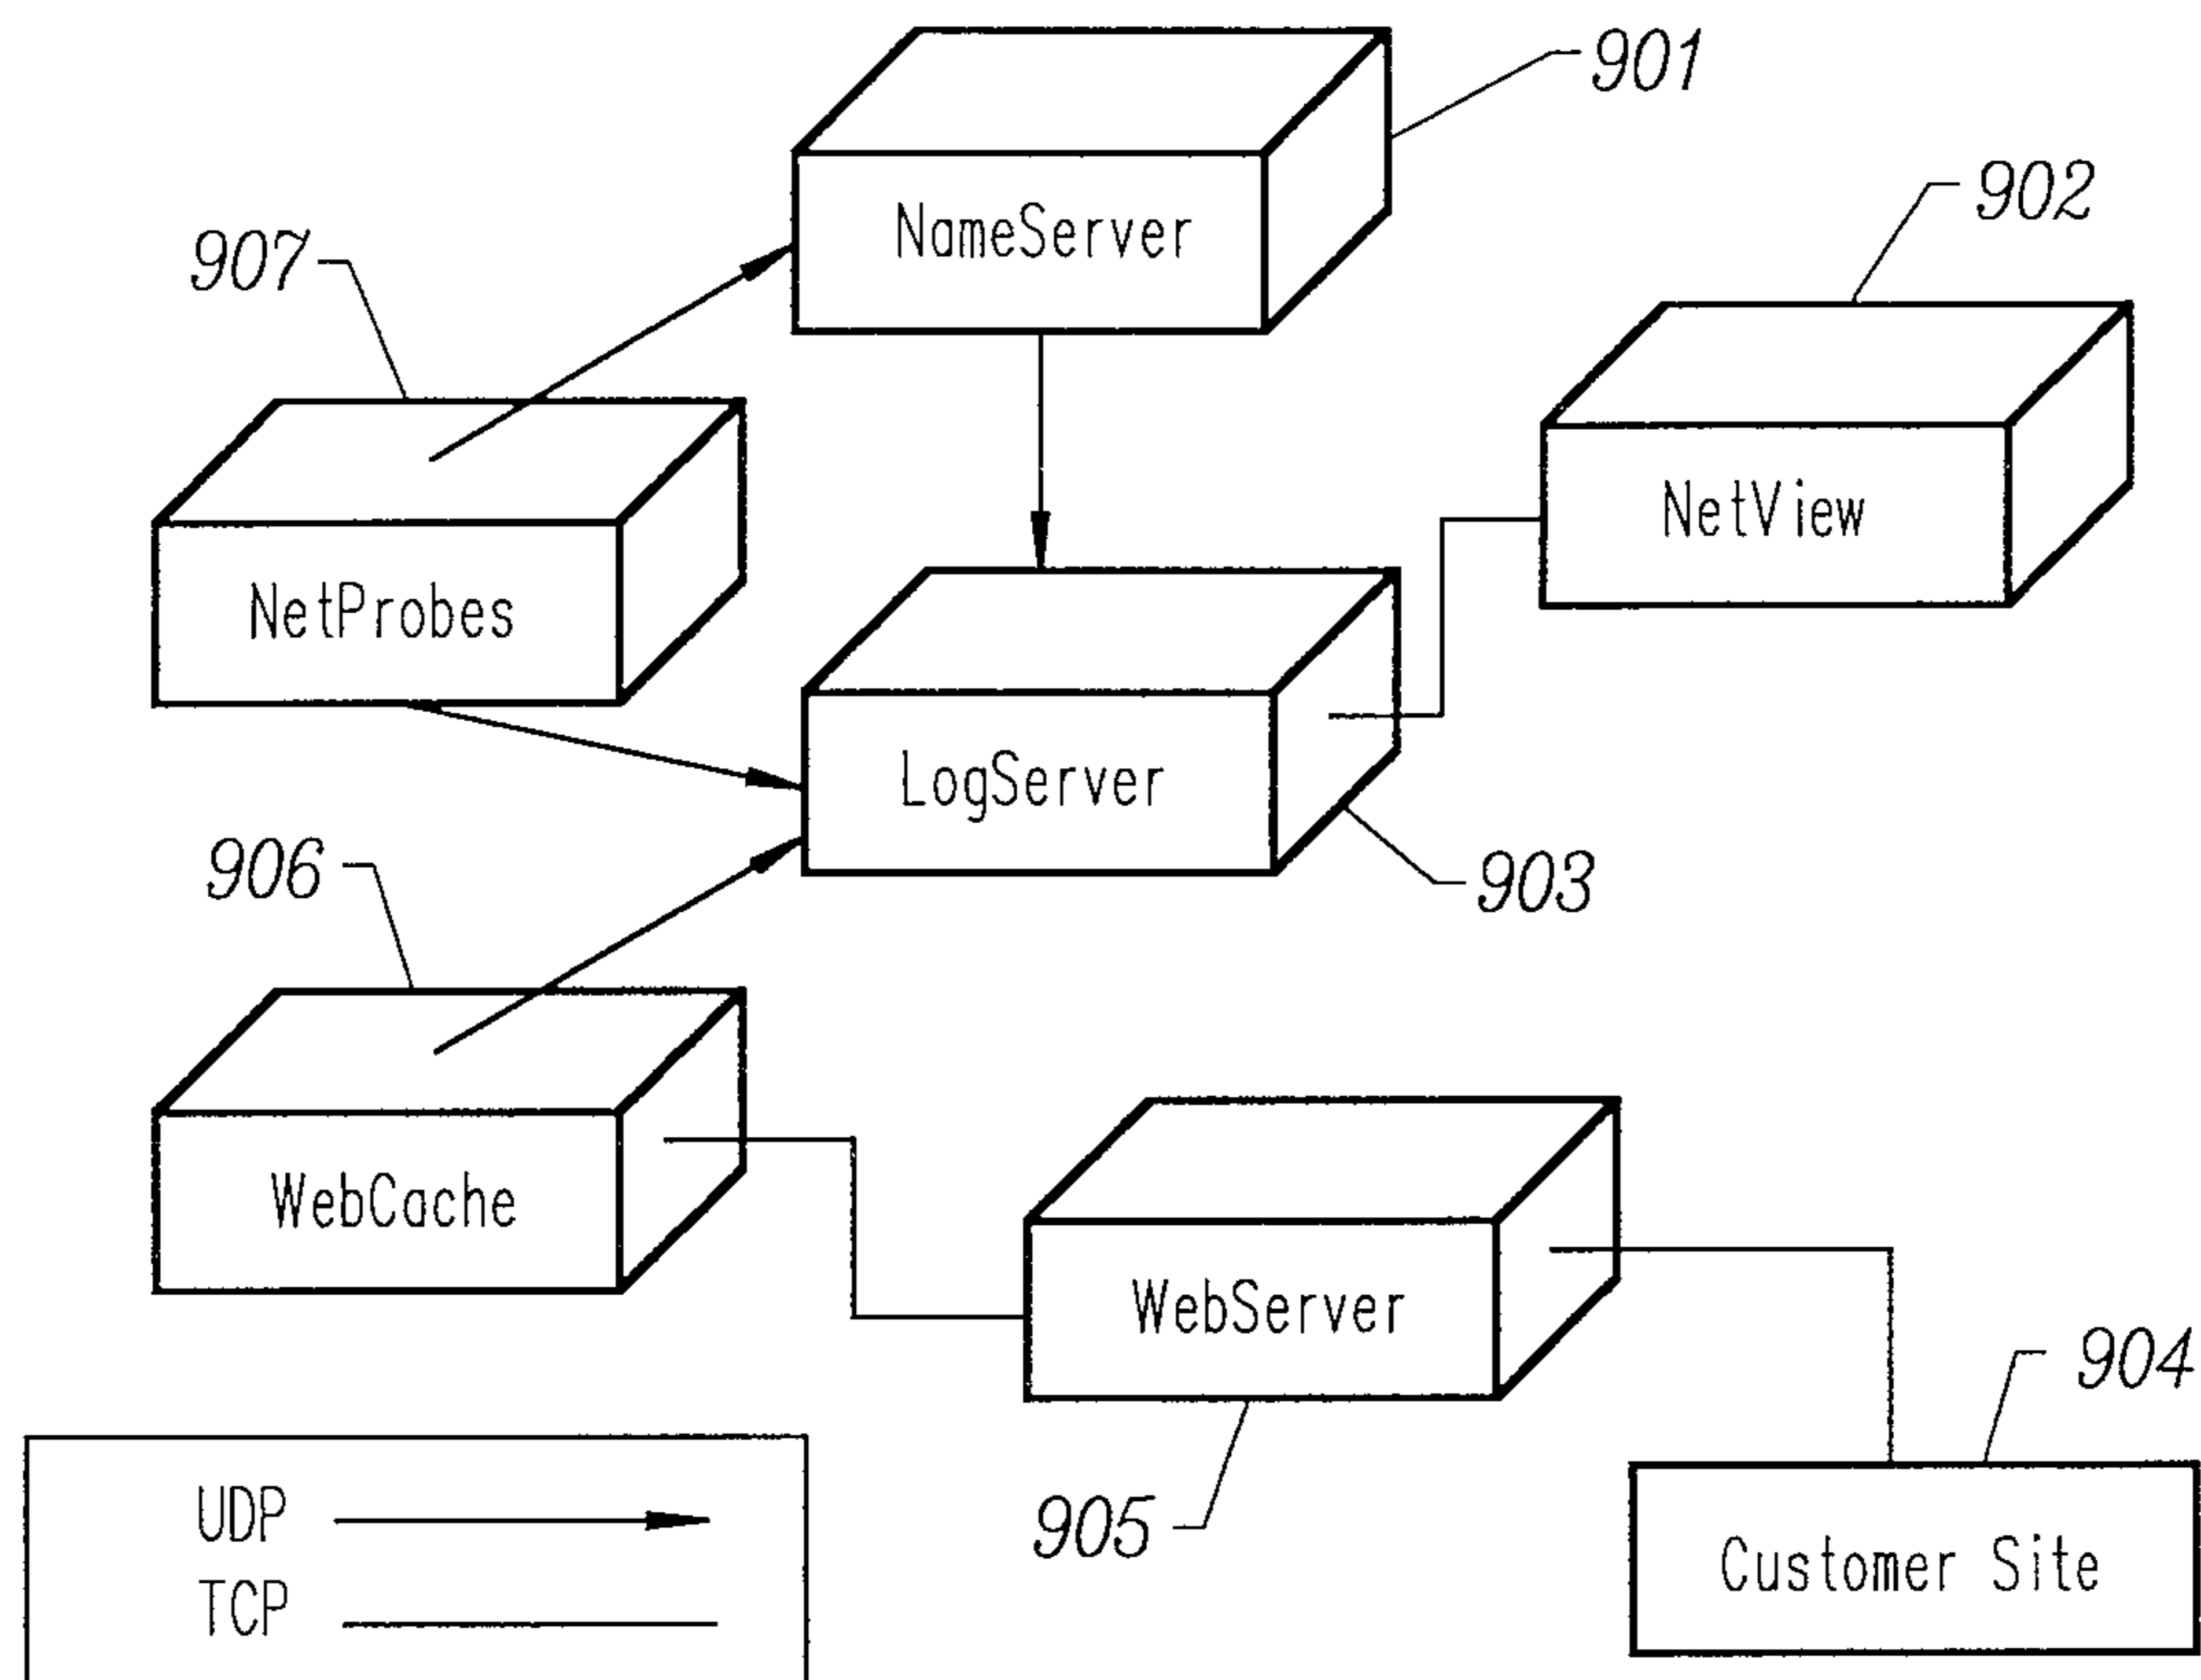 901
NameServer
902
907
NetView
NetProbes
LogServer
906
903
WebCache
WebServer
904
UDP
905
Customer Site
TCP